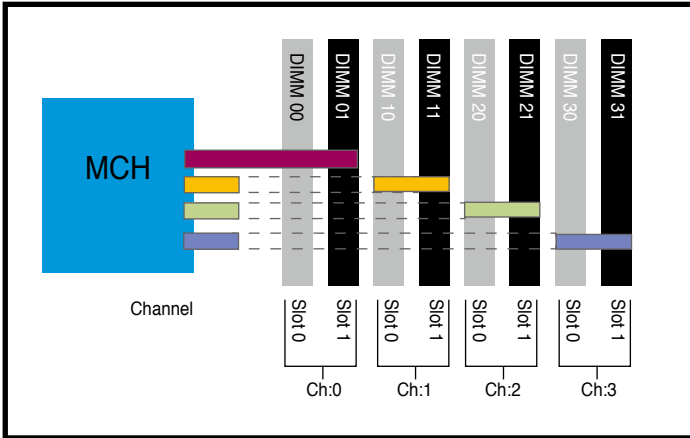 DIMM 00
DIMM 01
DIMM 10
DIMM 11
DIMM 20
DIMM 21
DIMM 30
DIMM 31
MCH
Channel
Slot 0
Slot 1
Slot 0
Slot 1
Slot 0
Slot 1
Slot 0
Slot 1
Ch:0
Ch:1
Ch:2
Ch:3